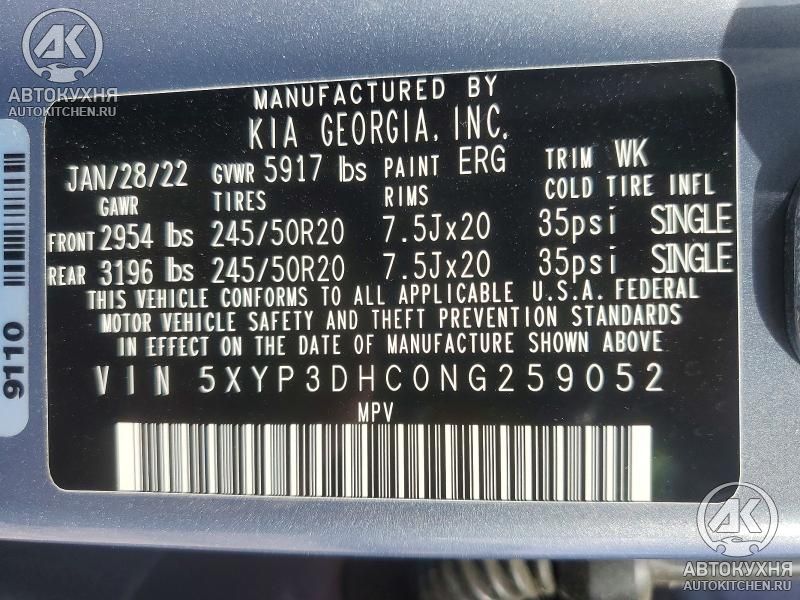 АК
АВТОКУХНЯ
AUTOKITCHEN.RU
MANUFACTURED BY
KIA GEORGIA, INC.
JAN/28/22 GVWR 5917 lbs PAINT ERG TRIM WK
GAWR TIRES RIMS COLD TIRE INFL
FRONT 2954 lbs 245/50R20 7.5Jx20 35psi SINGLE
REAR 3196 lbs 245/50R20 7.5Jx20 35psi SINGLE
THIS VEHICLE CONFORMS TO ALL APPLICABLE U.S.A. FEDERAL
MOTOR VEHICLE SAFETY AND THEFT PREVENTION STANDARDS
IN EFFECT ON THE DATE OF MANUFACTURE SHOWN ABOVE
VIN 5XYP3DHC0NG259052
MPV
9110
АК
АВТОКУХНЯ
AUTOKITCHEN.RU